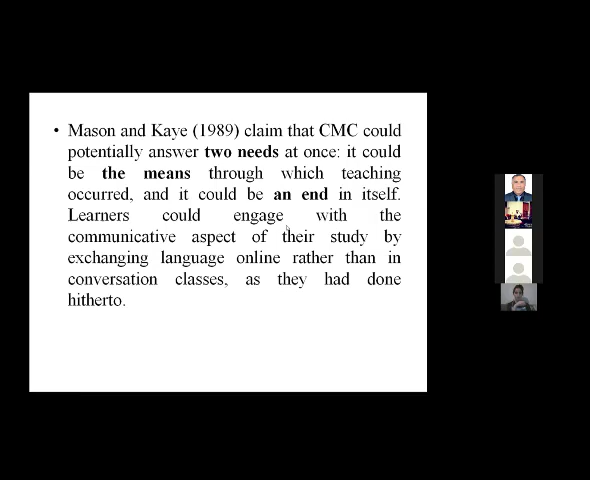 • Mason and Kaye (1989) claim that CMC could
potentially answer two needs at once: it could
be the means through which teaching
occurred, and it could be an end in itself.
Learners could engage with the
communicative aspect of their study by
exchanging language online rather than in
conversation classes, as they had done
hitherto.